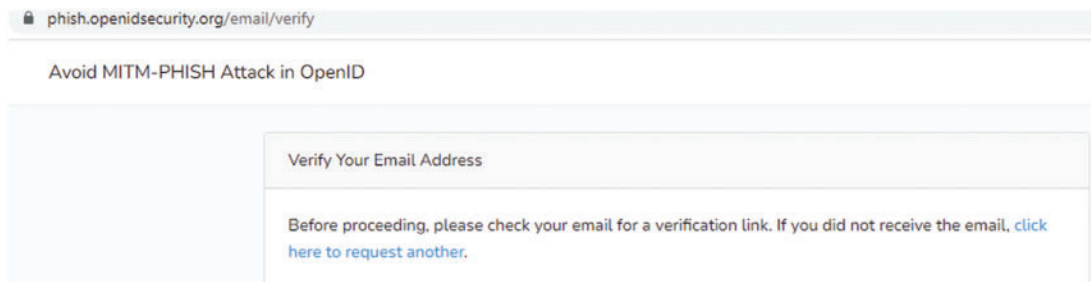 phish.openidsecurity.org/email/verify
Avoid MITM-PHISH Attack in OpenID
Verify Your Email Address
Before proceeding, please check your email for a verification link. If you did not receive the email, click
here to request another.